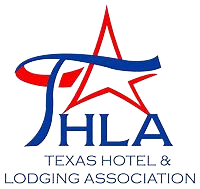 THLA
TEXAS HOTEL &
LODGING ASSOCIATION